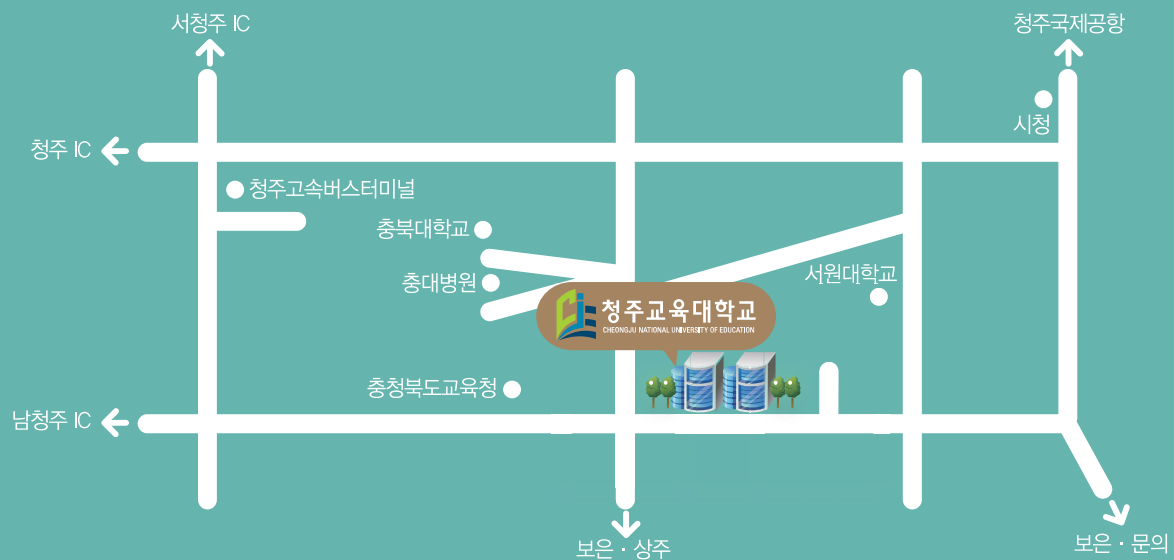 서청주 IC
청주국제공항
시청
청주 IC
청주고속버스터미널
충북대학교
서원대학교
충대병원
청주교육대학교
CHEONGJU NATIONAL UNIVERSITY OF EDUCATION
충청북도교육청
남청주 IC
보은 · 상주
보은 · 문의